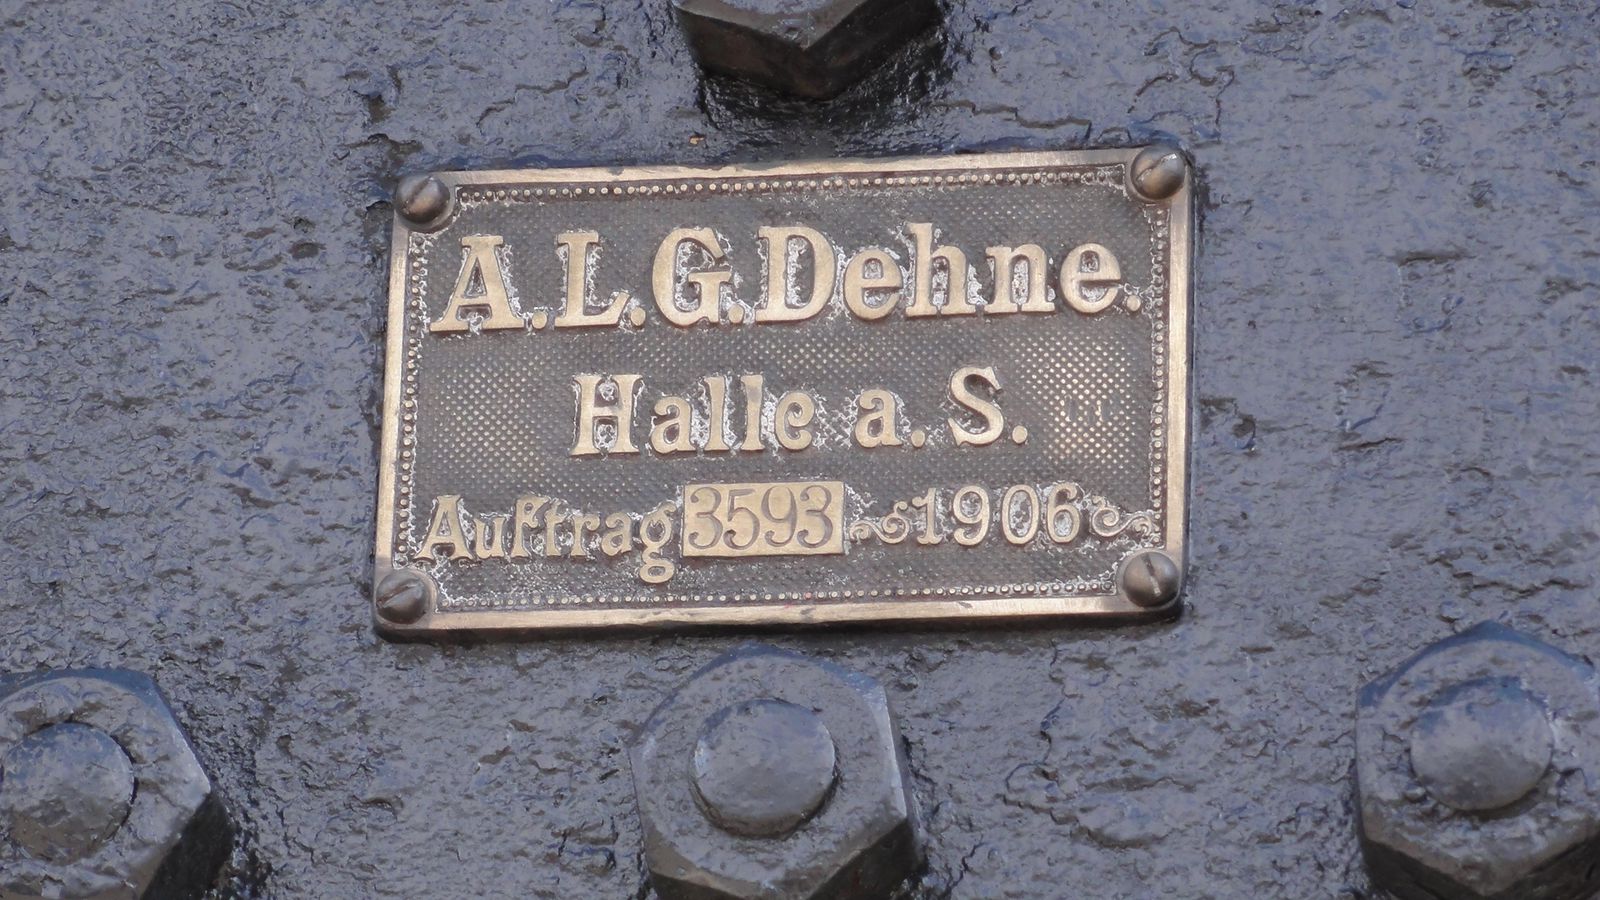 A.L.G.Dehne.
Halle a. S.
Auftrag 3593 1906